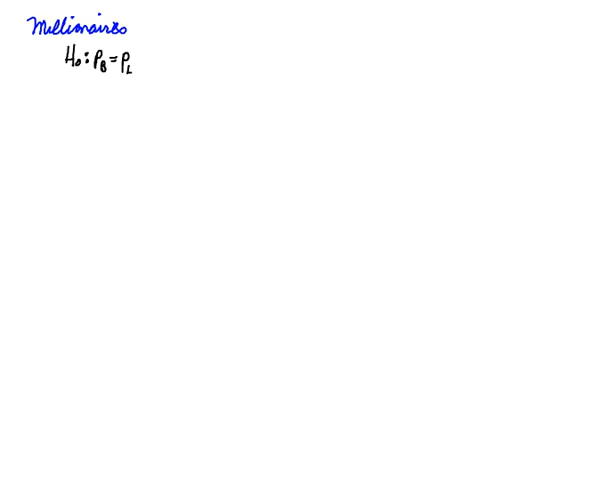 Millionaires
H₀: P_B = P_L